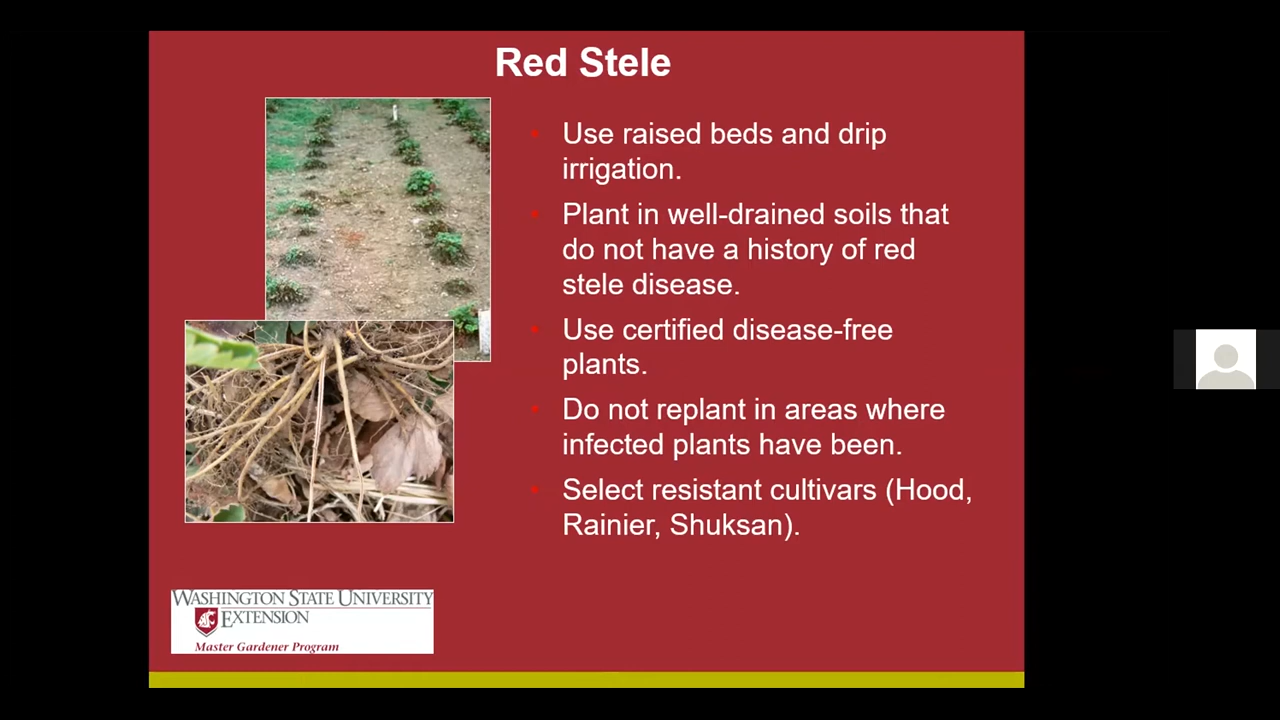 Red Stele
Use raised beds and drip
irrigation.
Plant in well-drained soils that
do not have a history of red
stele disease.
Use certified disease-free
plants.
Do not replant in areas where
infected plants have been.
Select resistant cultivars (Hood,
Rainier, Shuksan).
WASHINGTON STATE UNIVERSITY
EXTENSION
Master Gardener Program